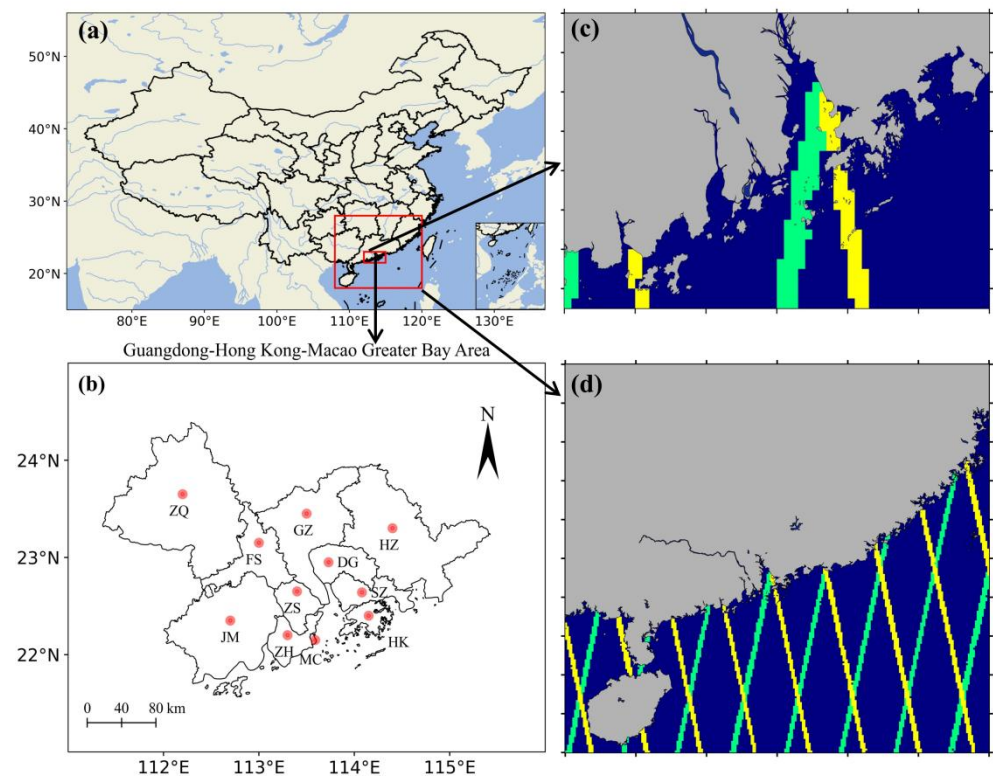 (a)
50°N
40°N
30°N
20°N
80°E 90°E 100°E 110°E 120°E 130°E
Guangdong-Hong Kong-Macao Greater Bay Area
(c)
(b)
N
24°N
23°N
22°N
ZQ
GZ
HZ
FS
DG
ZS
SZ
JM
ZH
MC
HK
0 40 80 km
112°E 113°E 114°E 115°E
(d)